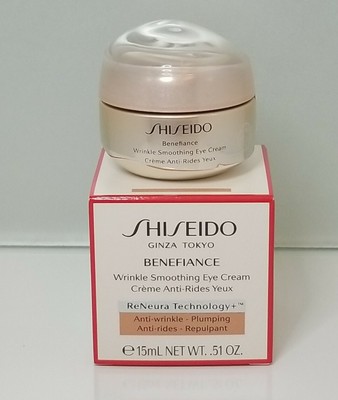 SHISEIDO
Benefiance
Wrinkle Smoothing Eye Cream
Crème Anti-Rides Yeux
SHISEIDO
GINZA TOKYO
BENEFIANCE
Wrinkle Smoothing Eye Cream
Crème Anti-Rides Yeux
ReNeura Technology+™
Anti-wrinkle - Plumping
Anti-rides - Repulpant
℮ 15mL NET WT. .51 OZ.